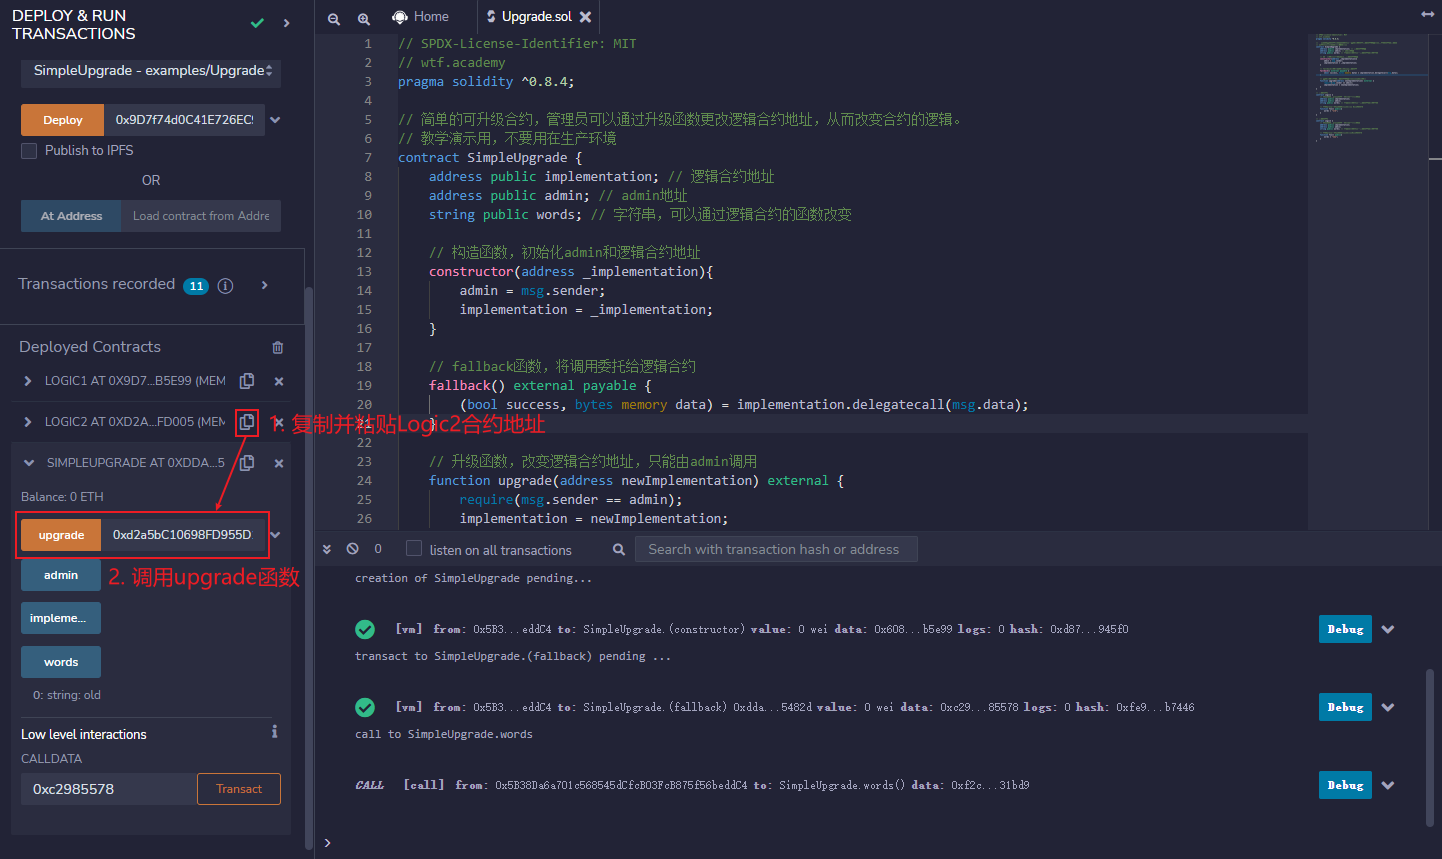 DEPLOY & RUN
TRANSACTIONS
SimpleUpgrade - examples/Upgrade
Deploy
0x9D7f74d0C41E726EC9
Publish to IPFS
OR
At Address
Load contract from Addre
Transactions recorded 11
Deployed Contracts
LOGIC1 AT 0X9D7...B5E99 (MEM
LOGIC2 AT 0XD2A...FD005 (MEM
SIMPLEUPGRADE AT 0XDDA...5
Balance: 0 ETH
upgrade
0xd2a5bC10698FD955D
admin
impleme...
words
0: string: old
Low level interactions
CALLDATA
0xc2985578
Transact
1. 复制并粘贴Logic2合约地址
2. 调用upgrade函数
Home
Upgrade.sol
1 // SPDX-License-Identifier: MIT
2 // wtf.academy
3 pragma solidity ^0.8.4;
4
5 // 简单的可升级合约，管理员可以通过升级函数更改逻辑合约地址，从而改变合约的逻辑。
6 // 教学演示用，不要用在生产环境
7 contract SimpleUpgrade {
8 address public implementation; // 逻辑合约地址
9 address public admin; // admin地址
10 string public words; // 字符串，可以通过逻辑合约的函数改变
11
12 // 构造函数，初始化admin和逻辑合约地址
13 constructor(address _implementation){
14 admin = msg.sender;
15 implementation = _implementation;
16 }
17
18 // fallback函数，将调用委托给逻辑合约
19 fallback() external payable {
20 (bool success, bytes memory data) = implementation.delegatecall(msg.data);
21 }
22
23 // 升级函数，改变逻辑合约地址，只能由admin调用
24 function upgrade(address newImplementation) external {
25 require(msg.sender == admin);
26 implementation = newImplementation;
0
listen on all transactions
Search with transaction hash or address
creation of SimpleUpgrade pending...
[vm] from: 0x5B3...eddC4 to: SimpleUpgrade.(constructor) value: 0 wei data: 0x608...b5e99 logs: 0 hash: 0xd87...945f0
Debug
transact to SimpleUpgrade.(fallback) pending ...
[vm] from: 0x5B3...eddC4 to: SimpleUpgrade.(fallback) 0xdda...5482d value: 0 wei data: 0xc29...85578 logs: 0 hash: 0xfe9...b7446
Debug
call to SimpleUpgrade.words
CALL [call] from: 0x5B38Da6a701c568545dCfcB03FcB875f56beddC4 to: SimpleUpgrade.words() data: 0xf2c...31bd9
Debug
>